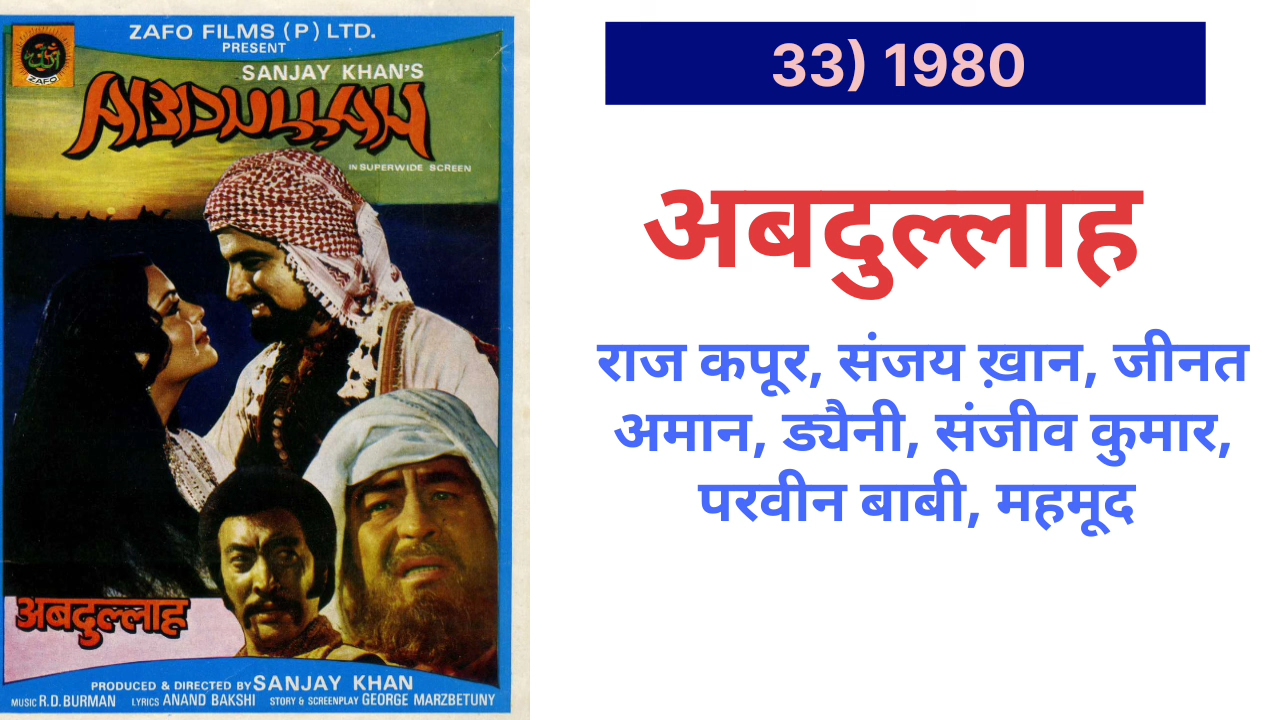 ZAFO FILMS (P) LTD.
PRESENT
ZAFO
SANJAY KHAN'S
ABDULLAH
IN SUPERWIDE SCREEN
अबदुल्लाह
PRODUCED & DIRECTED BY SANJAY KHAN
MUSIC R.D. BURMAN LYRICS ANAND BAKSHI STORY & SCREENPLAY GEORGE MARZBETUNY
33) 1980
अबदुल्लाह
राज कपूर, संजय ख़ान, जीनत
अमान, ड्यैनी, संजीव कुमार,
परवीन बाबी, महमूद